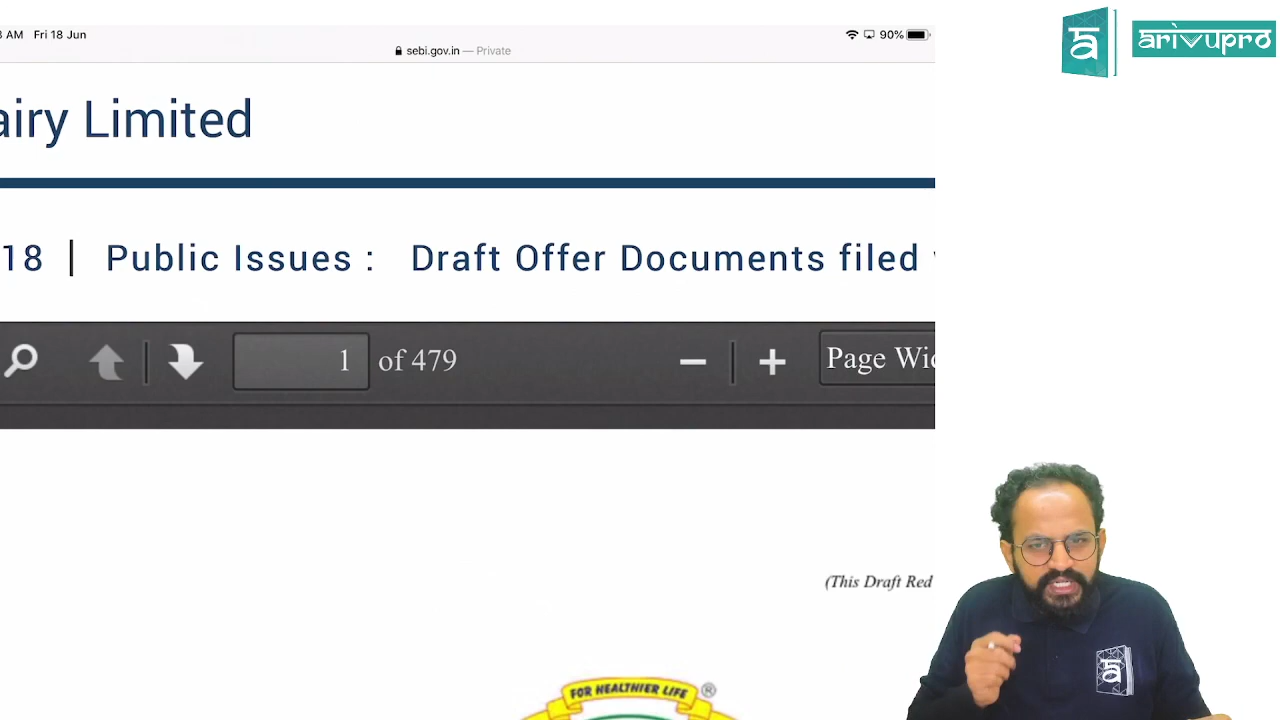 8 AM Fri 18 Jun
90%
sebi.gov.in — Private
arivupro
airy Limited
18 | Public Issues : Draft Offer Documents filed
1 of 479
Page Wi
(This Draft Red
FOR HEALTHIER LIFE ®